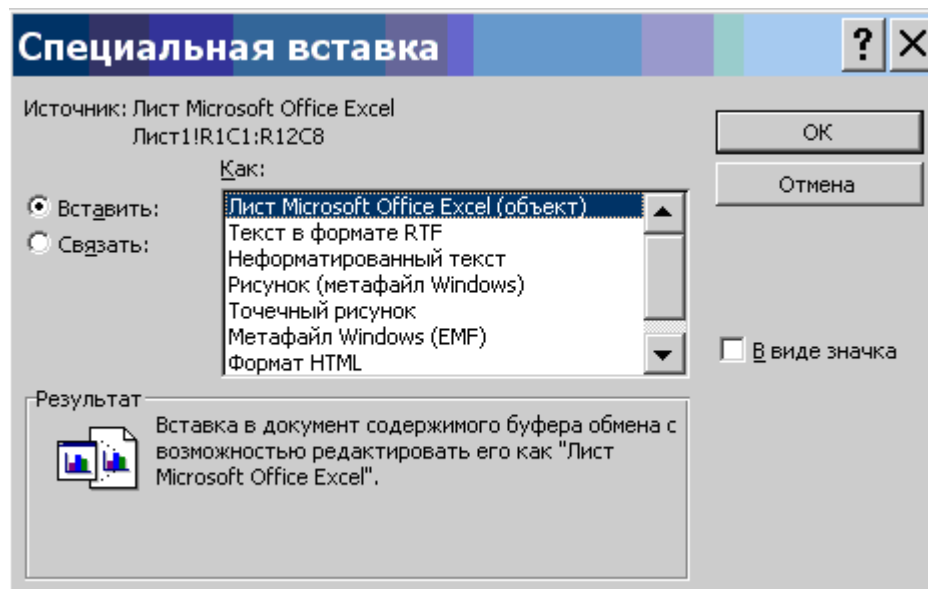 Специальная вставка
?
Источник: Лист Microsoft Office Excel
Лист1!R1C1:R12C8
ОК
Отмена
Как:
Вставить:
Связать:
Лист Microsoft Office Excel (объект)
Текст в формате RTF
Неформатированный текст
Рисунок (метафайл Windows)
Точечный рисунок
Метафайл Windows (EMF)
Формат HTML
В виде значка
Результат
Вставка в документ содержимого буфера обмена с
возможностью редактировать его как "Лист
Microsoft Office Excel".